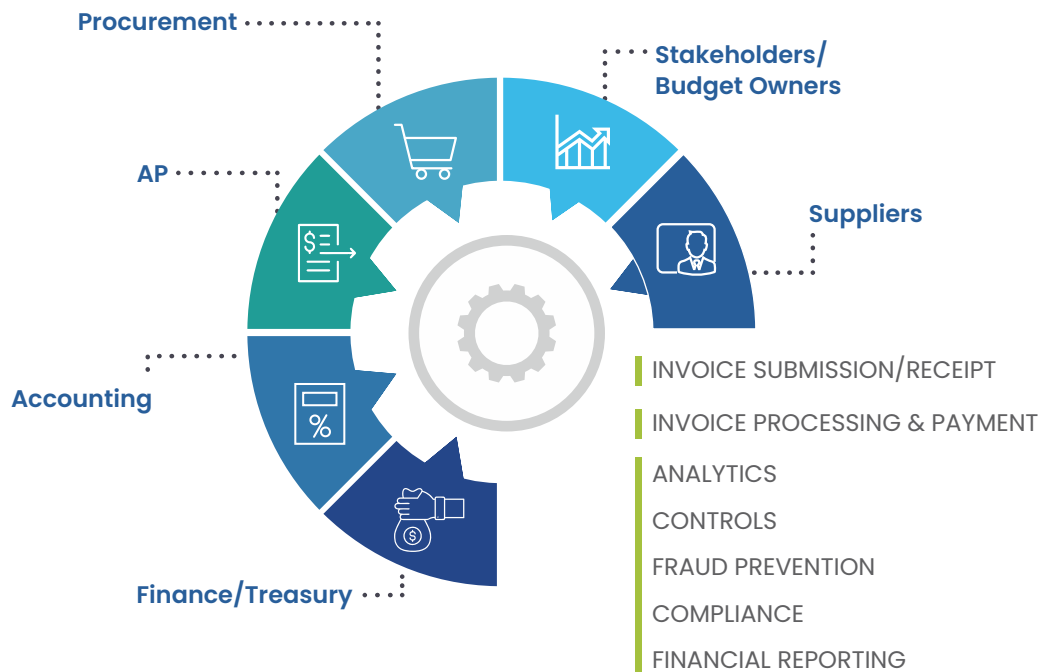 Procurement
Stakeholders/
Budget Owners
AP
Suppliers
$
$
%
Accounting
INVOICE SUBMISSION/RECEIPT
INVOICE PROCESSING & PAYMENT
ANALYTICS
CONTROLS
$
FRAUD PREVENTION
Finance/Treasury
COMPLIANCE
FINANCIAL REPORTING